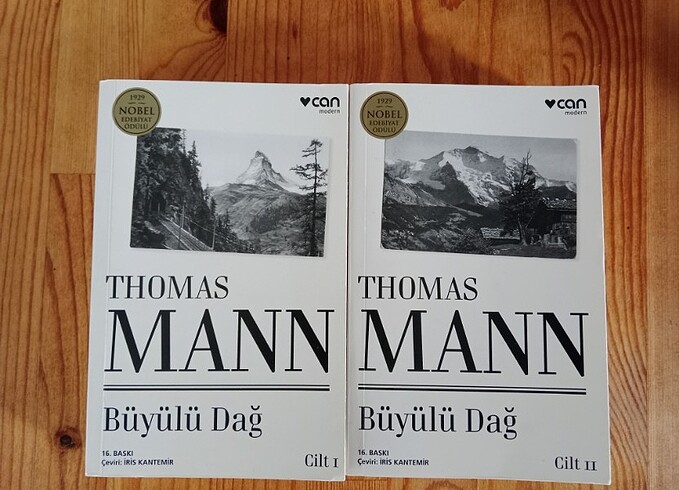 1929
NOBEL
EDEBİYAT
ÖDÜLÜ
can
modern
THOMAS
MANN
Büyülü Dağ
16. BASKI
Çeviri: İRİS KANTEMİR
Cilt I
1929
NOBEL
EDEBİYAT
ÖDÜLÜ
can
modern
THOMAS
MANN
Büyülü Dağ
16. BASKI
Çeviri: İRİS KANTEMİR
Cilt II